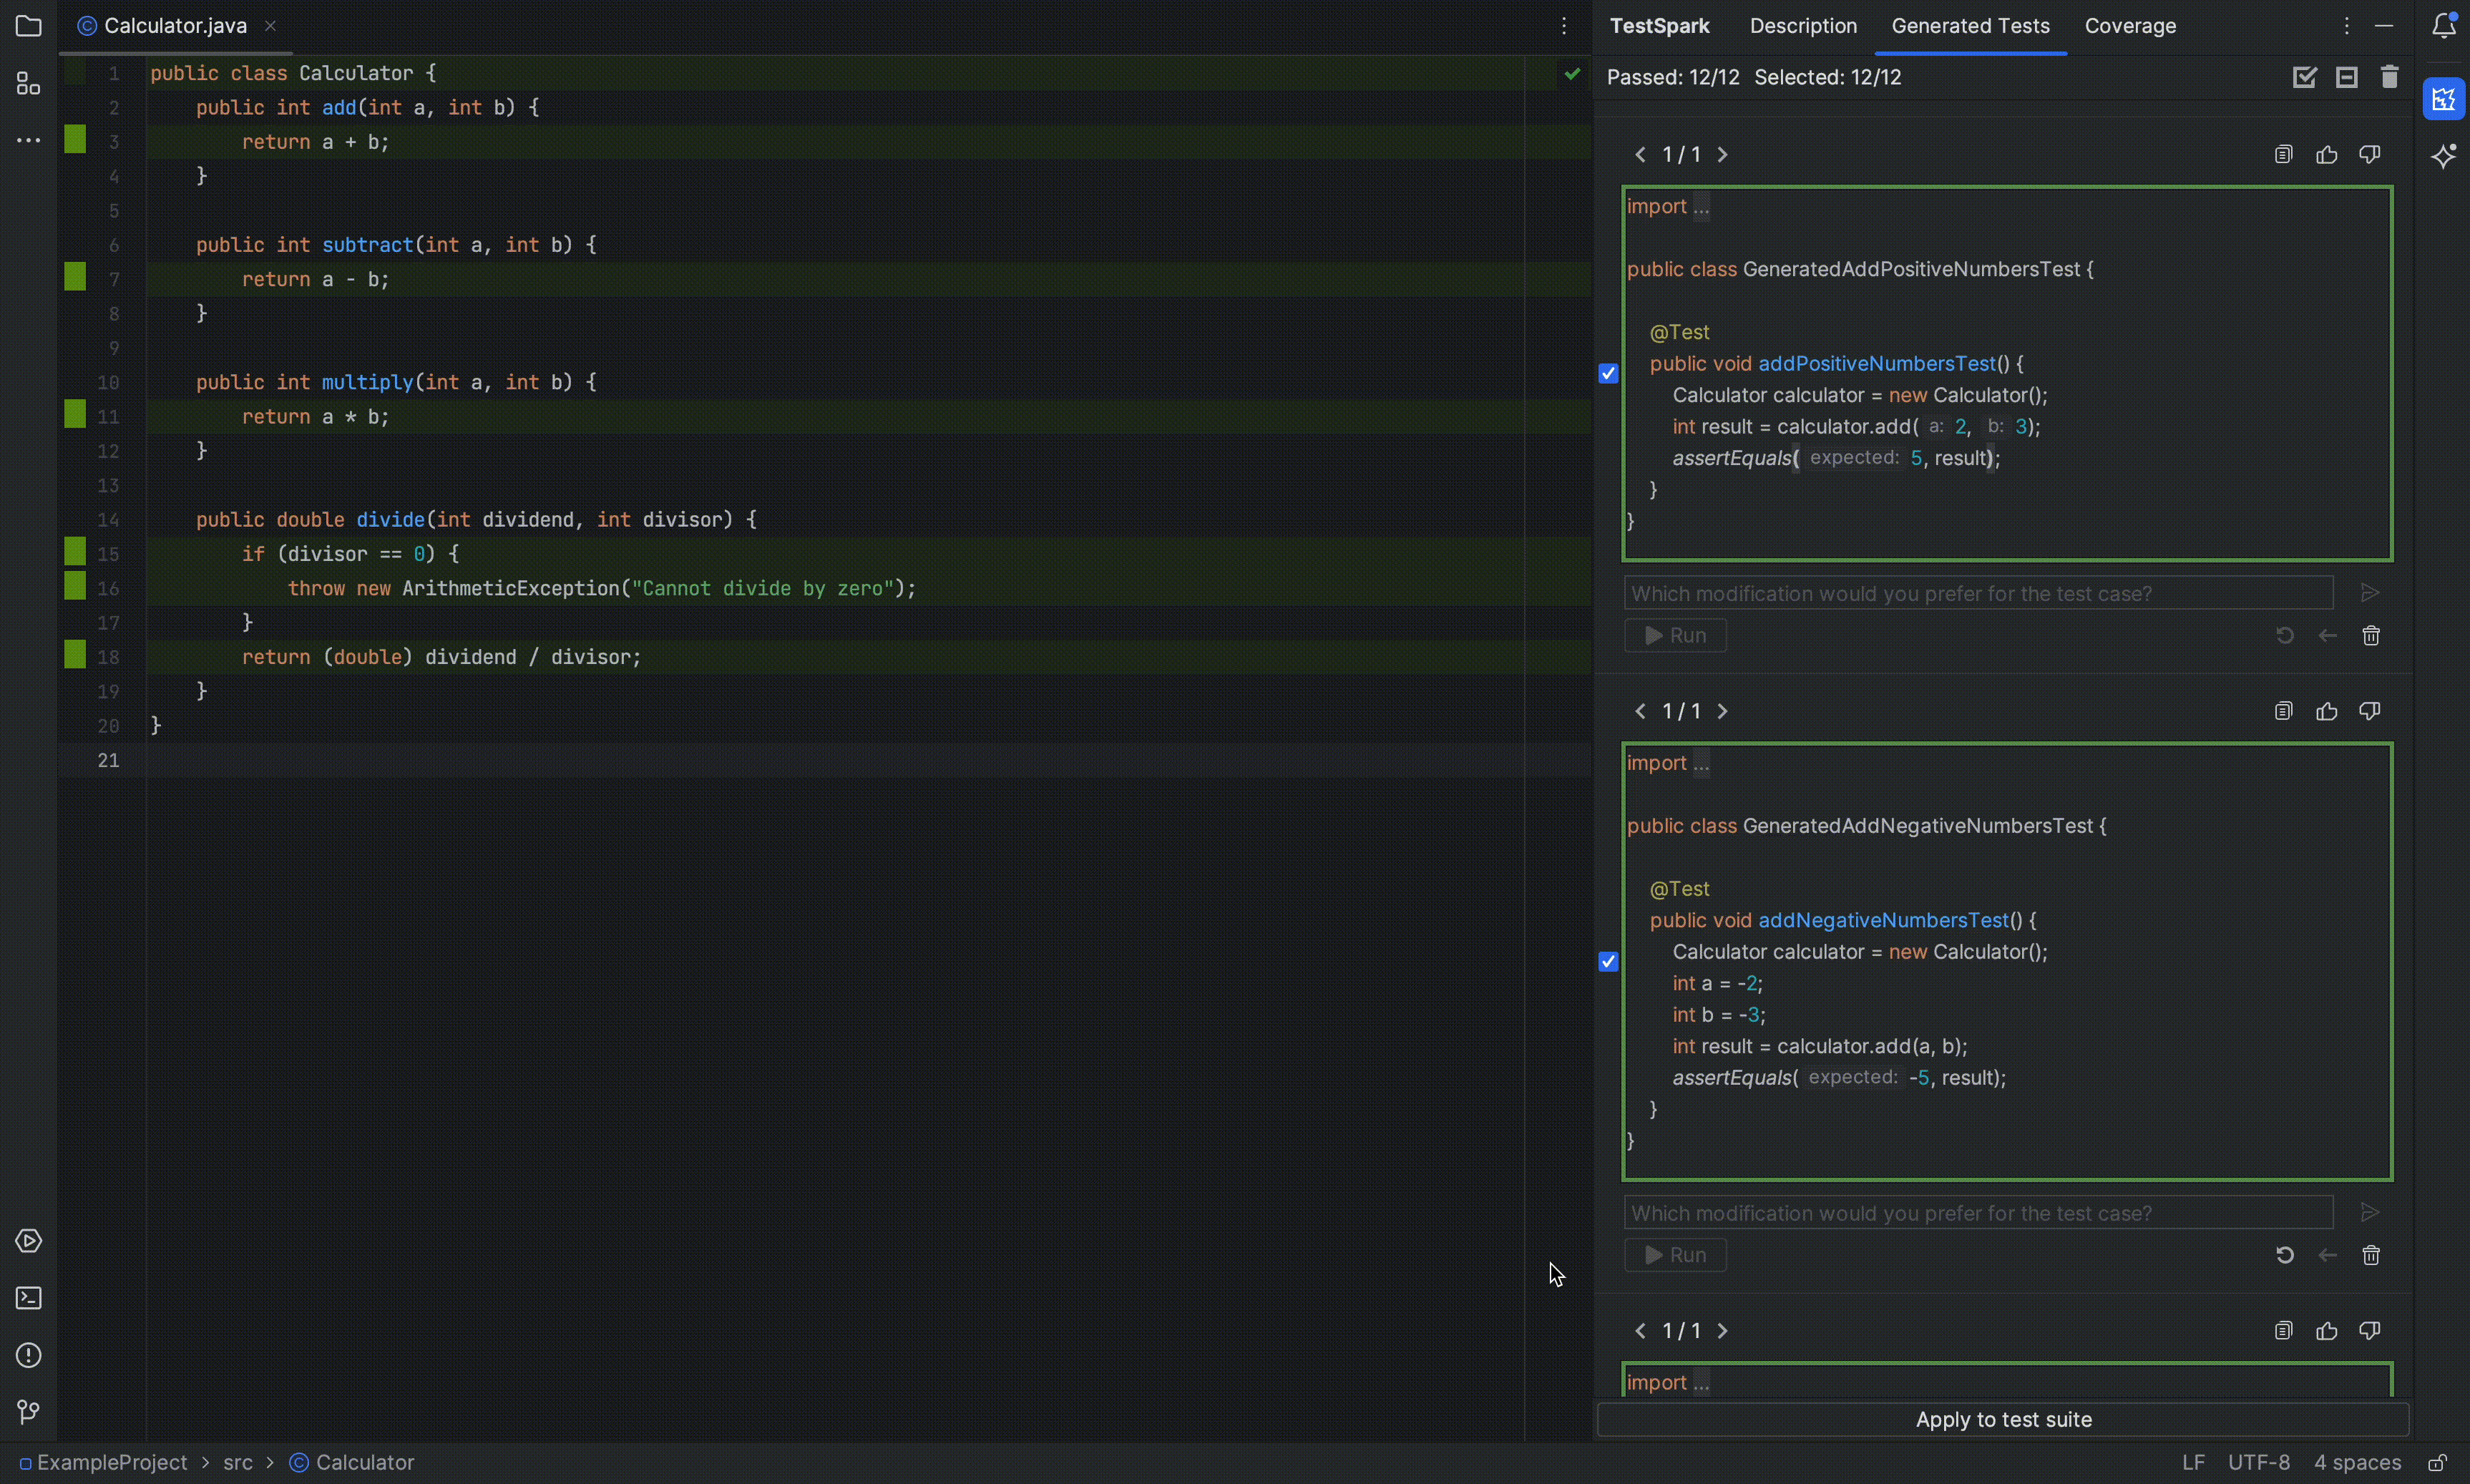 Calculator.java
1 public class Calculator {
2 public int add(int a, int b) {
3 return a + b;
4 }
5
6 public int subtract(int a, int b) {
7 return a - b;
8 }
9
10 public int multiply(int a, int b) {
11 return a * b;
12 }
13
14 public double divide(int dividend, int divisor) {
15 if (divisor == 0) {
16 throw new ArithmeticException("Cannot divide by zero");
17 }
18 return (double) dividend / divisor;
19 }
20 }
21
TestSpark Description Generated Tests Coverage
Passed: 12/12 Selected: 12/12
1 / 1
import ...
public class GeneratedAddPositiveNumbersTest {
@Test
public void addPositiveNumbersTest() {
Calculator calculator = new Calculator();
int result = calculator.add( a: 2, b: 3);
assertEquals( expected: 5, result);
}
}
Which modification would you prefer for the test case?
Run
1 / 1
import ...
public class GeneratedAddNegativeNumbersTest {
@Test
public void addNegativeNumbersTest() {
Calculator calculator = new Calculator();
int a = -2;
int b = -3;
int result = calculator.add(a, b);
assertEquals( expected: -5, result);
}
}
Which modification would you prefer for the test case?
Run
1 / 1
import ...
Apply to test suite
ExampleProject > src > Calculator
LF UTF-8 4 spaces